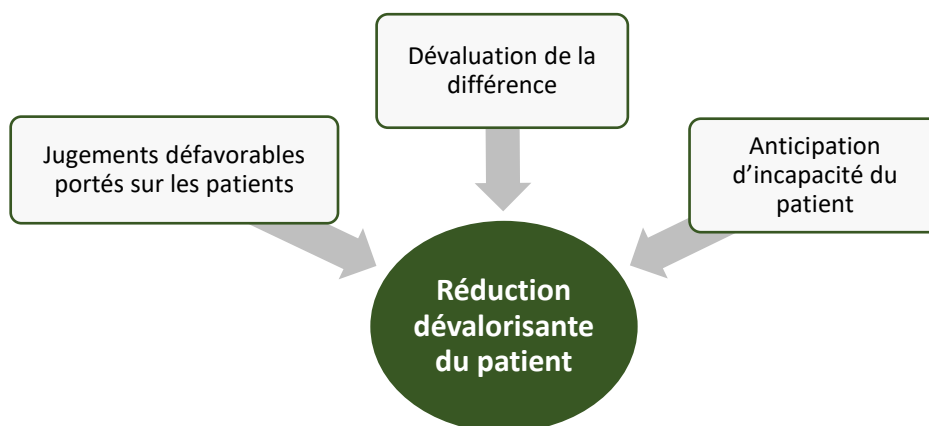 Dévaluation de la
différence
Jugements défavorables
portés sur les patients
Anticipation
d’incapacité du
patient
Réduction
dévalorisante
du patient